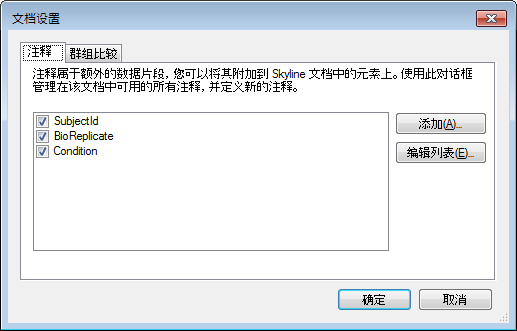 文档设置
注释
群组比较
注释属于额外的数据片段,您可以将其附加到 Skyline 文档中的元素上。使用此对话框
管理在该文档中可用的所有注释,并定义新的注释。
SubjectId
BioReplicate
Condition
添加(A)...
编辑列表(E)...
确定
取消